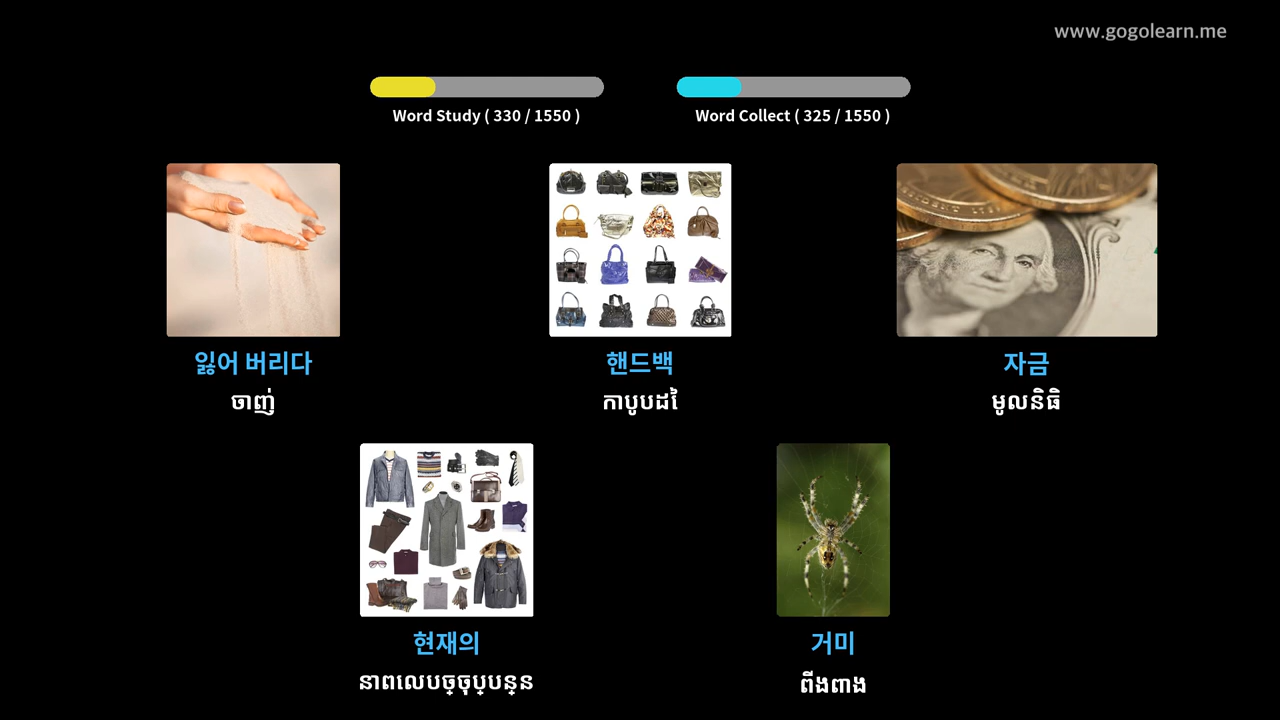 www.gogolearn.me
Word Study ( 330 / 1550 )
Word Collect ( 325 / 1550 )
잃어 버리다
핸드백
자금
ចាញ់
កាបូបដៃ
មូលនិធិ
현재의
거미
នាពលេបច្ចុប្បន្ន
ពីងពាង